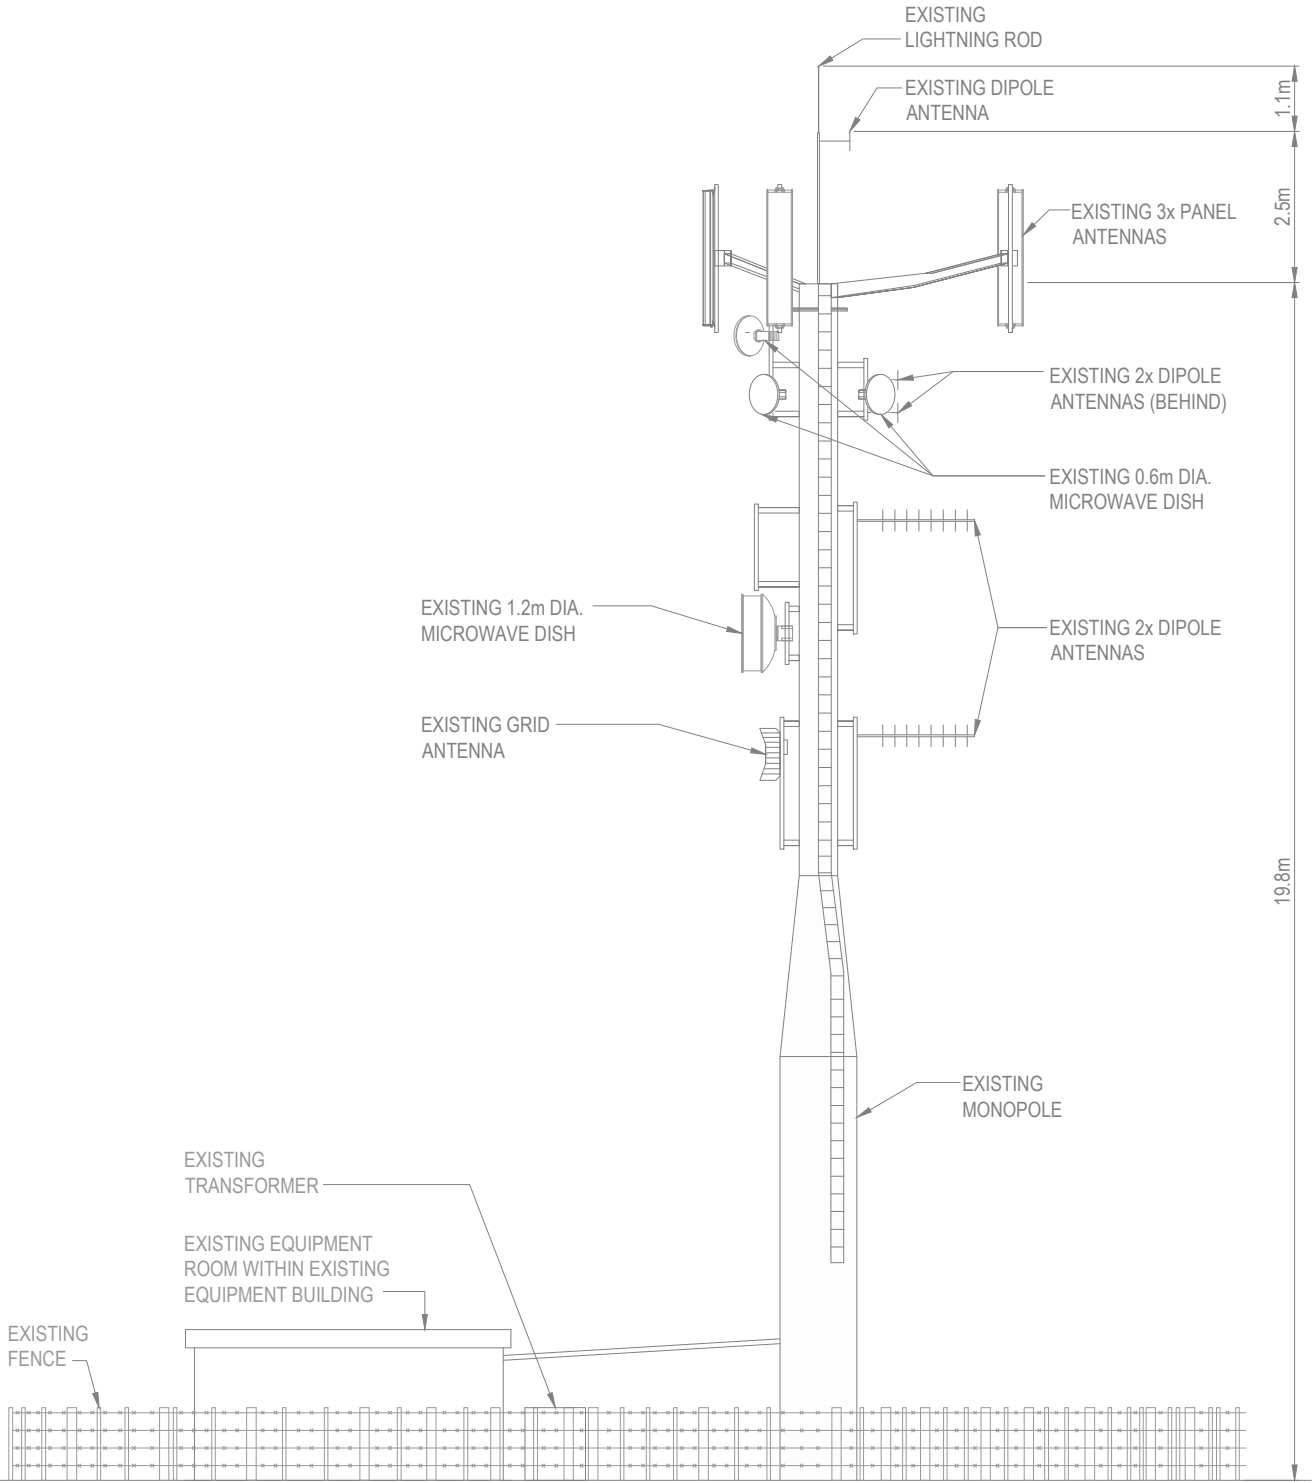 EXISTING
LIGHTNING ROD
EXISTING DIPOLE
ANTENNA
1.1m
2.5m
EXISTING 3x PANEL
ANTENNAS
EXISTING 2x DIPOLE
ANTENNAS (BEHIND)
EXISTING 0.6m DIA.
MICROWAVE DISH
EXISTING 1.2m DIA.
MICROWAVE DISH
EXISTING 2x DIPOLE
ANTENNAS
EXISTING GRID
ANTENNA
19.8m
EXISTING
MONOPOLE
EXISTING
TRANSFORMER
EXISTING EQUIPMENT
ROOM WITHIN EXISTING
EQUIPMENT BUILDING
EXISTING
FENCE